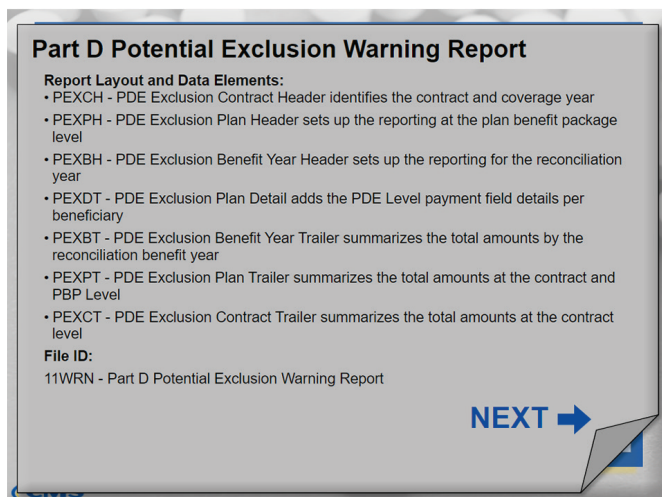 Part D Potential Exclusion Warning Report
Report Layout and Data Elements:
• PEXCH - PDE Exclusion Contract Header identifies the contract and coverage year
• PEXPH - PDE Exclusion Plan Header sets up the reporting at the plan benefit package
level
• PEXBH - PDE Exclusion Benefit Year Header sets up the reporting for the reconciliation
year
• PEXDT - PDE Exclusion Plan Detail adds the PDE Level payment field details per
beneficiary
• PEXBT - PDE Exclusion Benefit Year Trailer summarizes the total amounts by the
reconciliation benefit year
• PEXPT - PDE Exclusion Plan Trailer summarizes the total amounts at the contract and
PBP Level
• PEXCT - PDE Exclusion Contract Trailer summarizes the total amounts at the contract
level
File ID:
11WRN - Part D Potential Exclusion Warning Report
NEXT